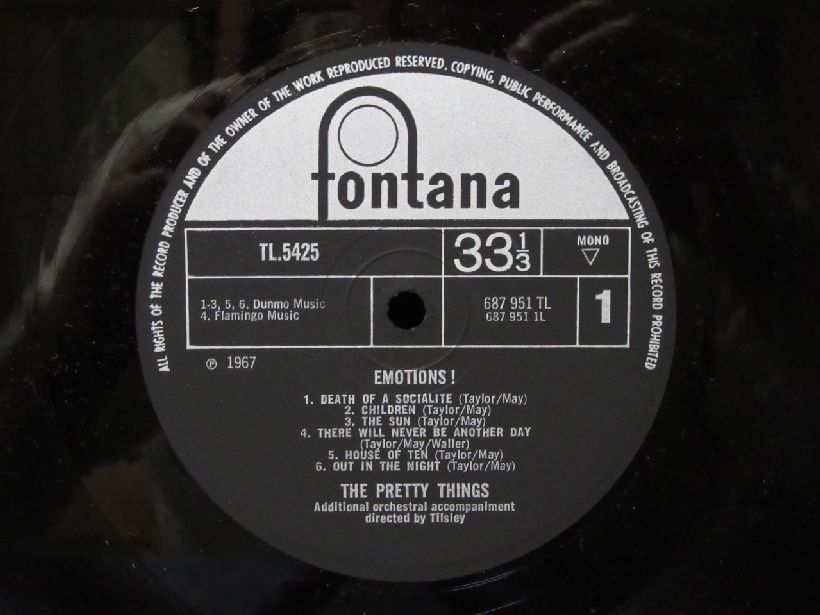 ALL RIGHTS OF THE RECORD PRODUCER AND OF THE OWNER OF THE WORK REPRODUCED RESERVED. COPYING, PUBLIC PERFORMANCE AND BROADCASTING OF THIS RECORD PROHIBITED
fontana
TL.5425
33 1/3
MONO
1-3, 5, 6. Dunmo Music
4. Flamingo Music
687 951 TL
687 951 1L
1
℗ 1967
EMOTIONS!
1. DEATH OF A SOCIALITE (Taylor/May)
2. CHILDREN (Taylor/May)
3. THE SUN (Taylor/May)
4. THERE WILL NEVER BE ANOTHER DAY
(Taylor/May/Waller)
5. HOUSE OF TEN (Taylor/May)
6. OUT IN THE NIGHT (Taylor/May)
THE PRETTY THINGS
Additional orchestral accompaniment
directed by Tilsley